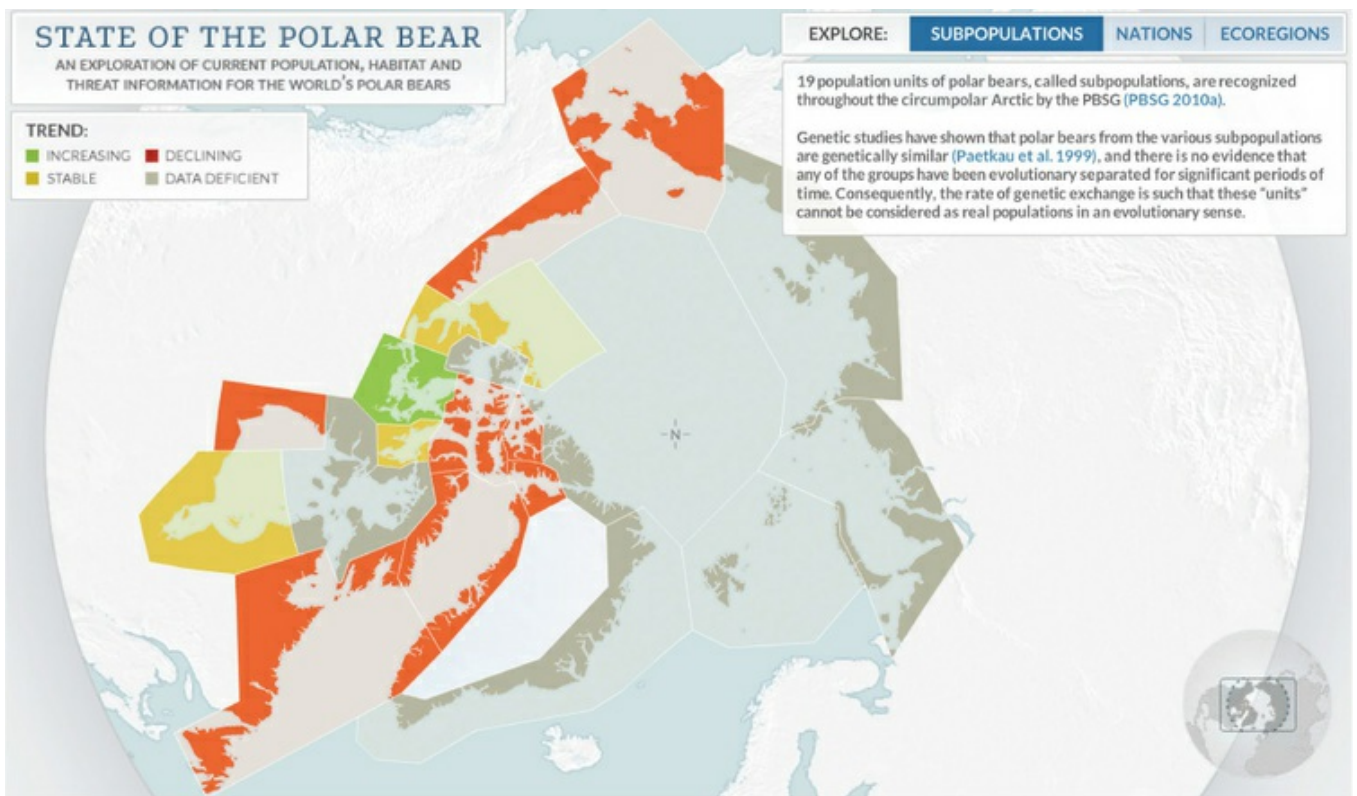 STATE OF THE POLAR BEAR
AN EXPLORATION OF CURRENT POPULATION, HABITAT AND
THREAT INFORMATION FOR THE WORLD'S POLAR BEARS
TREND:
INCREASING DECLINING
STABLE DATA DEFICIENT
EXPLORE: SUBPOPULATIONS NATIONS ECOREGIONS
19 population units of polar bears, called subpopulations, are recognized
throughout the circumpolar Arctic by the PBSG (PBSG 2010a).
Genetic studies have shown that polar bears from the various subpopulations
are genetically similar (Paetkau et al. 1999), and there is no evidence that
any of the groups have been evolutionary separated for significant periods of
time. Consequently, the rate of genetic exchange is such that these "units"
cannot be considered as real populations in an evolutionary sense.
N